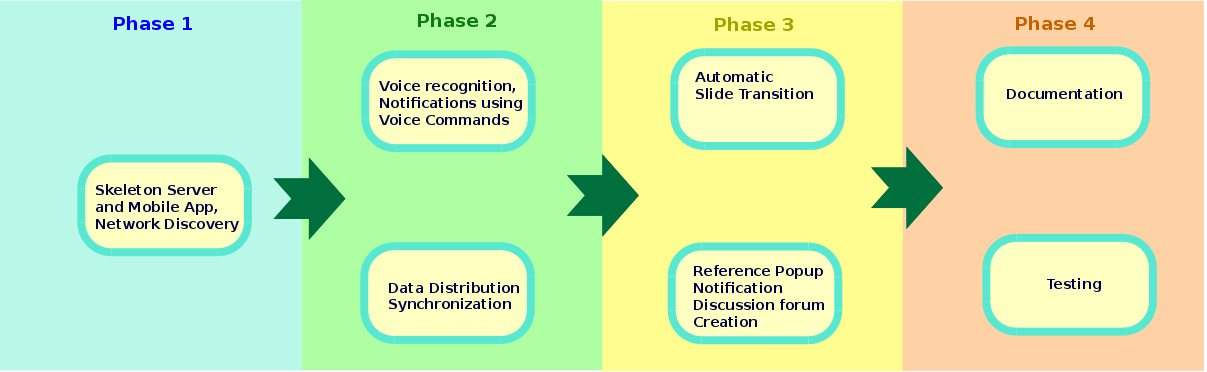 Phase 1
Skeleton Server
and Mobile App,
Network Discovery
Phase 2
Voice recognition,
Notifications using
Voice Commands
Data Distribution
Synchronization
Phase 3
Automatic
Slide Transition
Reference Popup
Notification
Discussion forum
Creation
Phase 4
Documentation
Testing